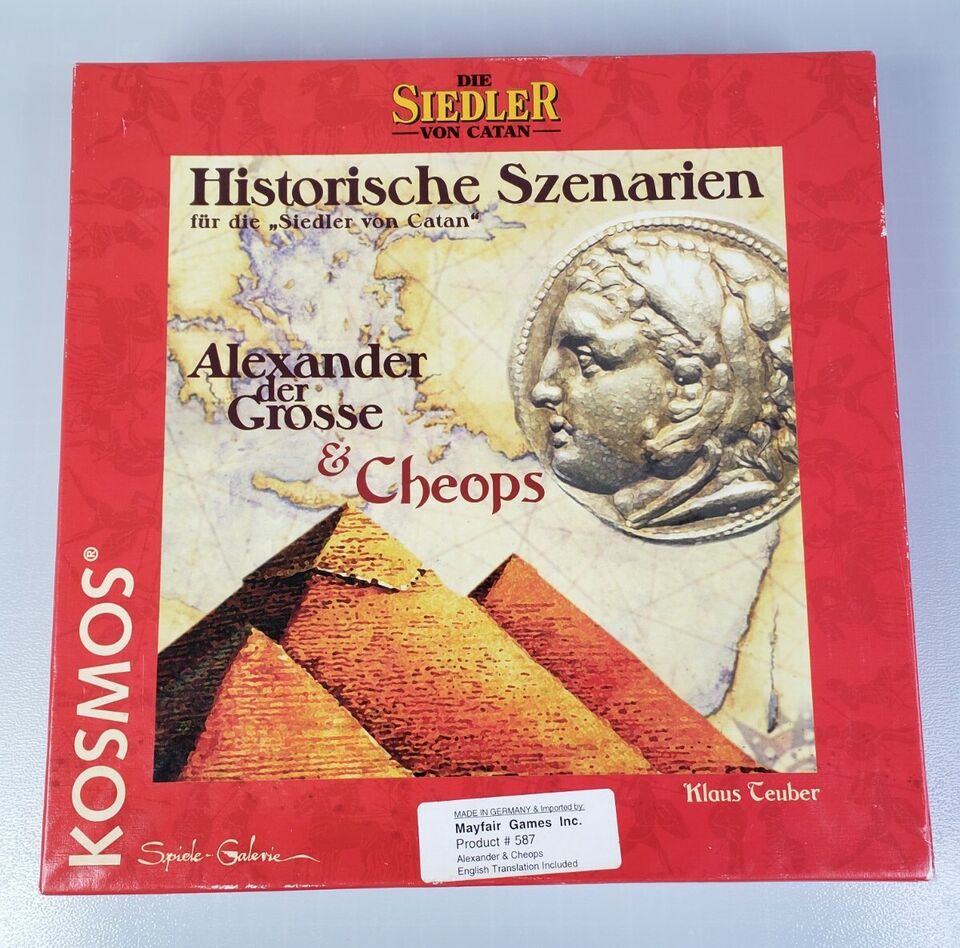 DIE
SIEDLER
VON CATAN
Historische Szenarien
für die „Siedler von Catan“
Alexander
der
Grosse
& Cheops
KOSMOS®
Klaus Teuber
Spiele-Galerie
MADE IN GERMANY & Imported by:
Mayfair Games Inc.
Product # 587
Alexander & Cheops
English Translation Included